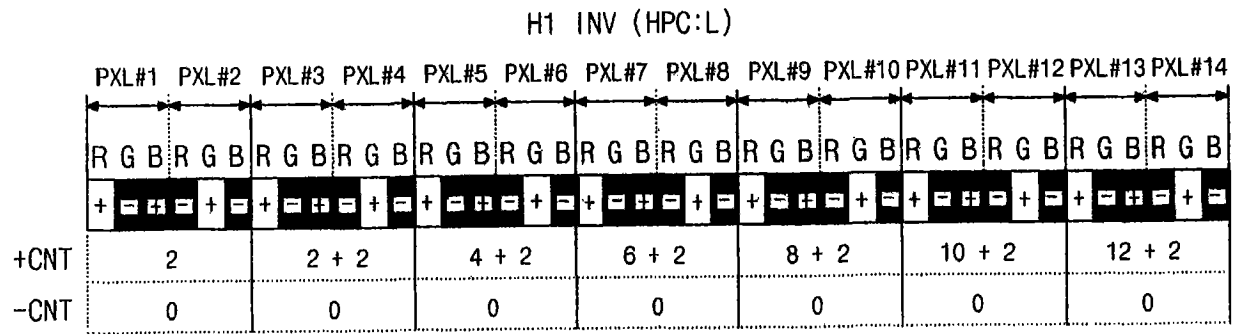 H1 INV (HPC:L)
PXL#1 PXL#2 PXL#3 PXL#4 PXL#5 PXL#6 PXL#7 PXL#8 PXL#9 PXL#10 PXL#11 PXL#12 PXL#13 PXL#14
R G B R G B R G B R G B R G B R G B R G B R G B R G B R G B R G B R G B R G B R G B
+ - + - + - + - + - + - + - + - + - + - + - + - + - + - + - + - + - + - + - + - + -
+CNT 2 2 + 2 4 + 2 6 + 2 8 + 2 10 + 2 12 + 2
-CNT 0 0 0 0 0 0 0